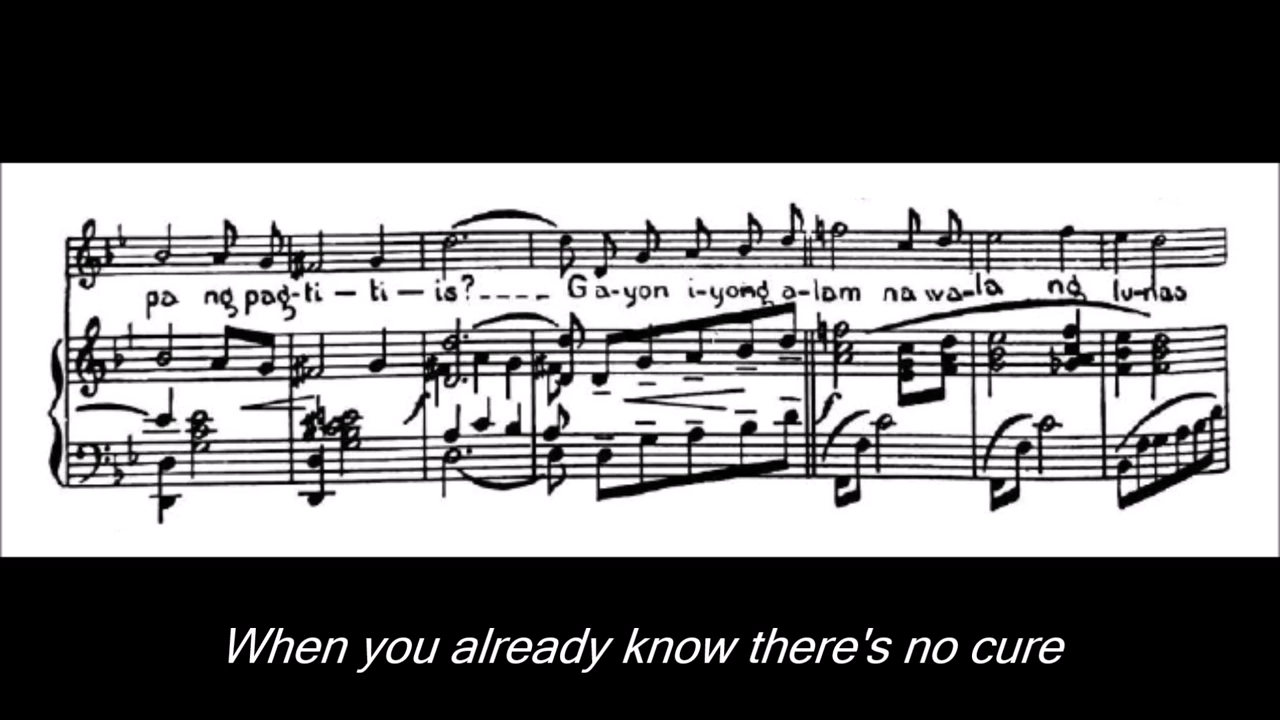 pa ng pag-ti-ti-is?---- Ga-yon i-yong a-lam na wa-la ng lu-nas
When you already know there's no cure